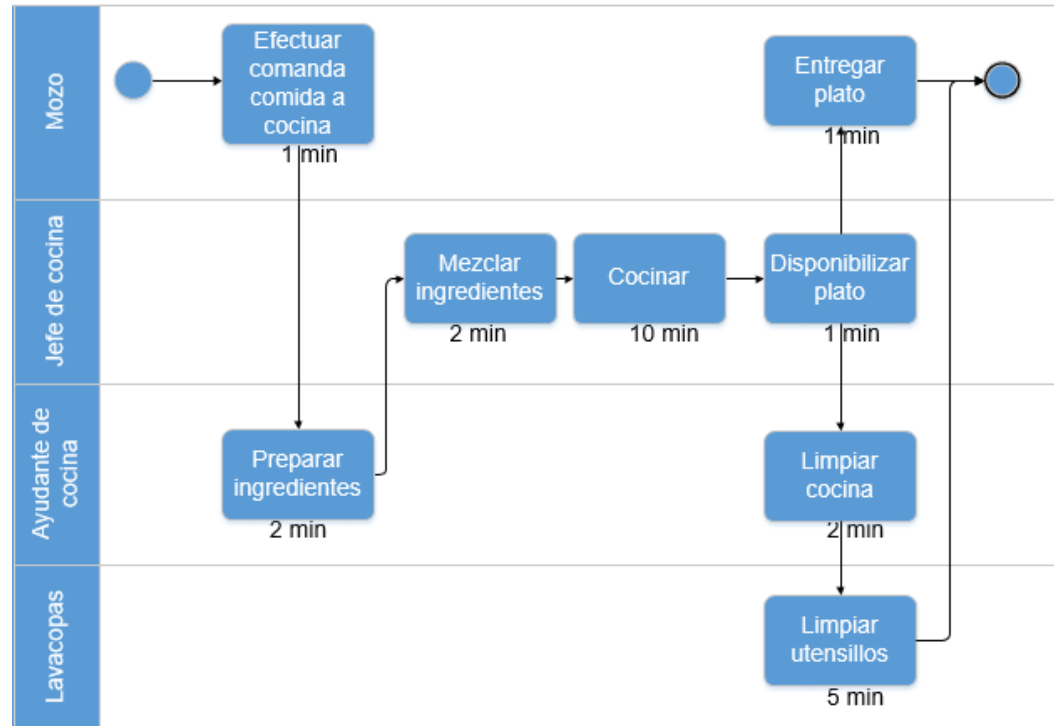 Mozo
Efectuar
comanda
comida a
cocina
1 min
Entregar
plato
1 min
Jefe de cocina
Mezclar
ingredientes
2 min
Cocinar
10 min
Disponibilizar
plato
1 min
Ayudante de
cocina
Preparar
ingredientes
2 min
Limpiar
cocina
2 min
Lavacopas
Limpiar
utensillos
5 min